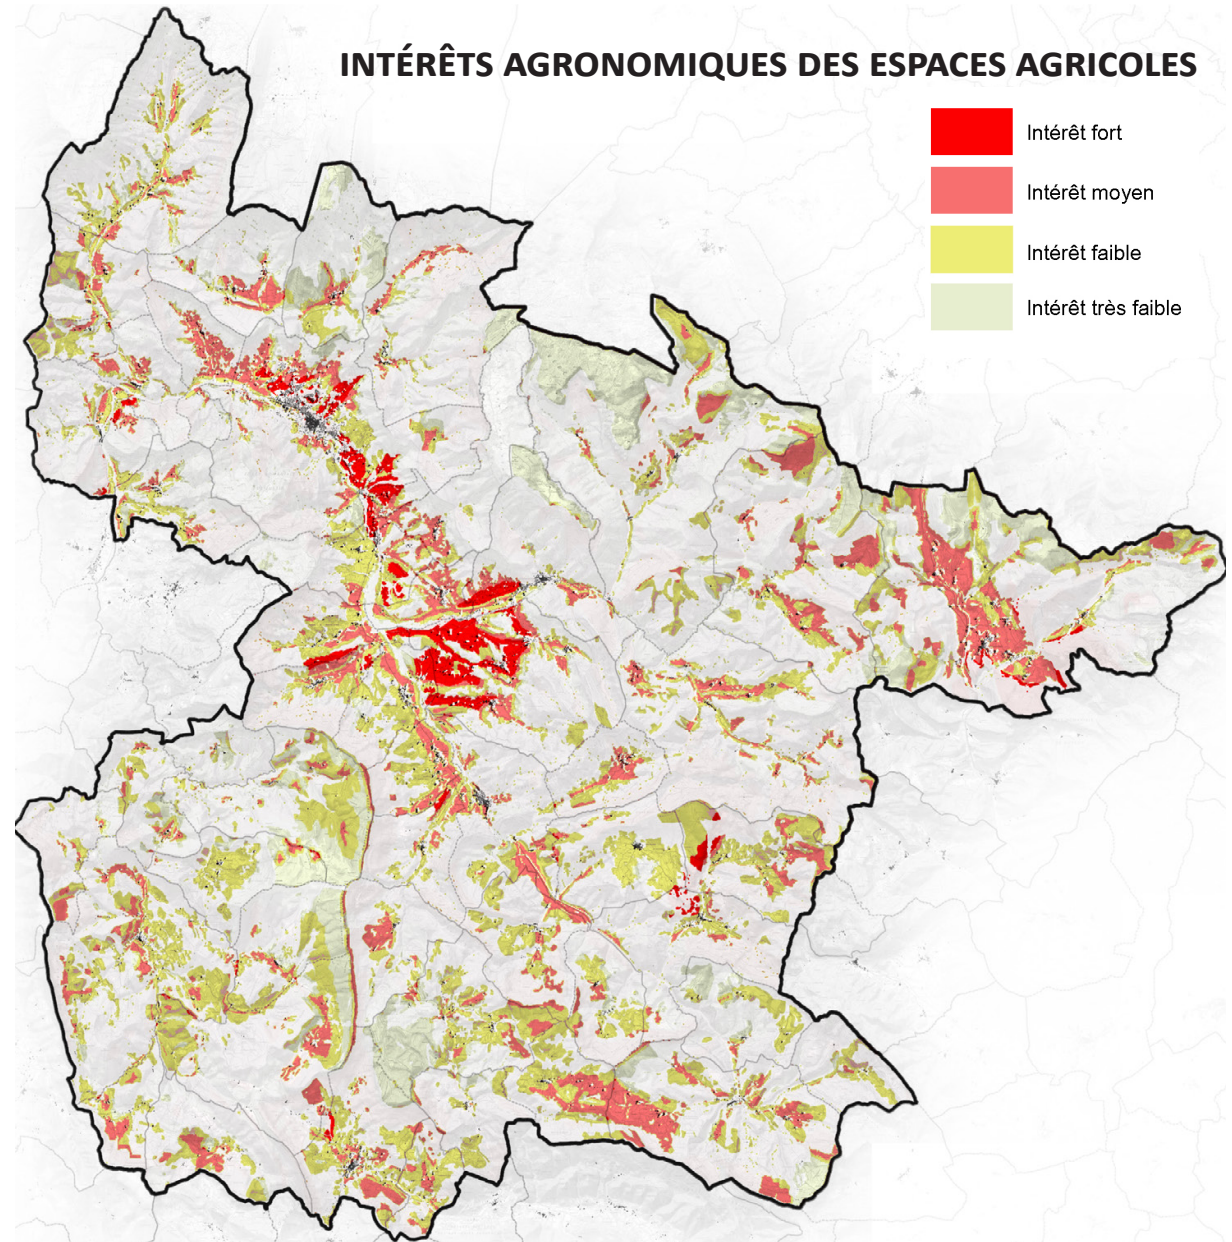 INTÉRÊTS AGRONOMIQUES DES ESPACES AGRICOLES
Intérêt fort
Intérêt moyen
Intérêt faible
Intérêt très faible